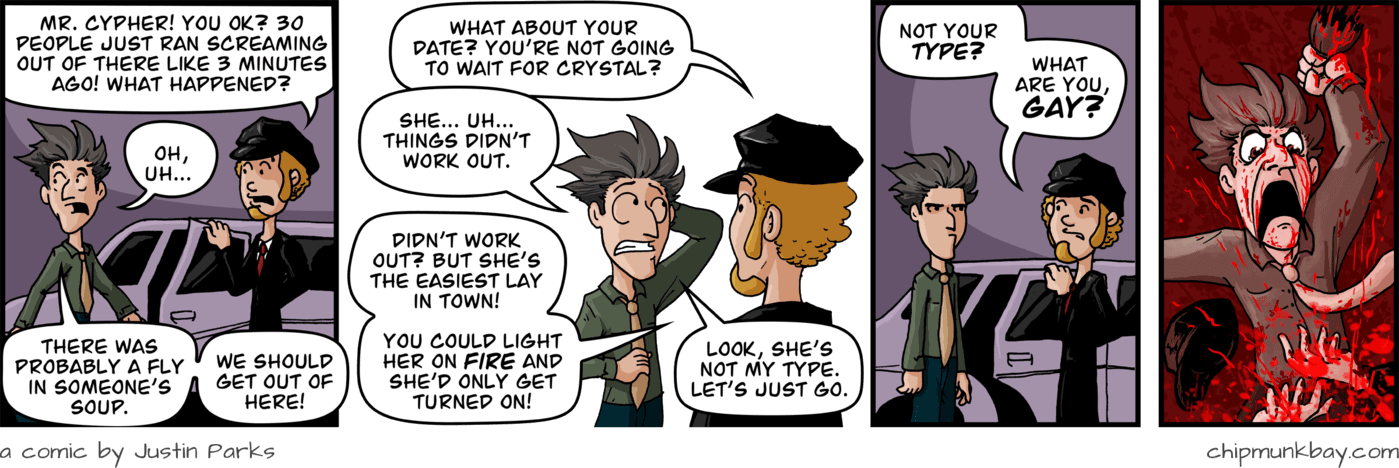 MR. CYPHER! YOU OK? 30
PEOPLE JUST RAN SCREAMING
OUT OF THERE LIKE 3 MINUTES
AGO! WHAT HAPPENED?
OH,
UH...
THERE WAS
PROBABLY A FLY
IN SOMEONE'S
SOUP.
WE SHOULD
GET OUT OF
HERE!
WHAT ABOUT YOUR
DATE? YOU'RE NOT GOING
TO WAIT FOR CRYSTAL?
SHE... UH...
THINGS DIDN'T
WORK OUT.
DIDN'T WORK
OUT? BUT SHE'S
THE EASIEST LAY
IN TOWN!
YOU COULD LIGHT
HER ON FIRE AND
SHE'D ONLY GET
TURNED ON!
LOOK, SHE'S
NOT MY TYPE.
LET'S JUST GO.
NOT YOUR
TYPE?
WHAT
ARE YOU,
GAY?
a comic by Justin Parks
chipmunkbay.com